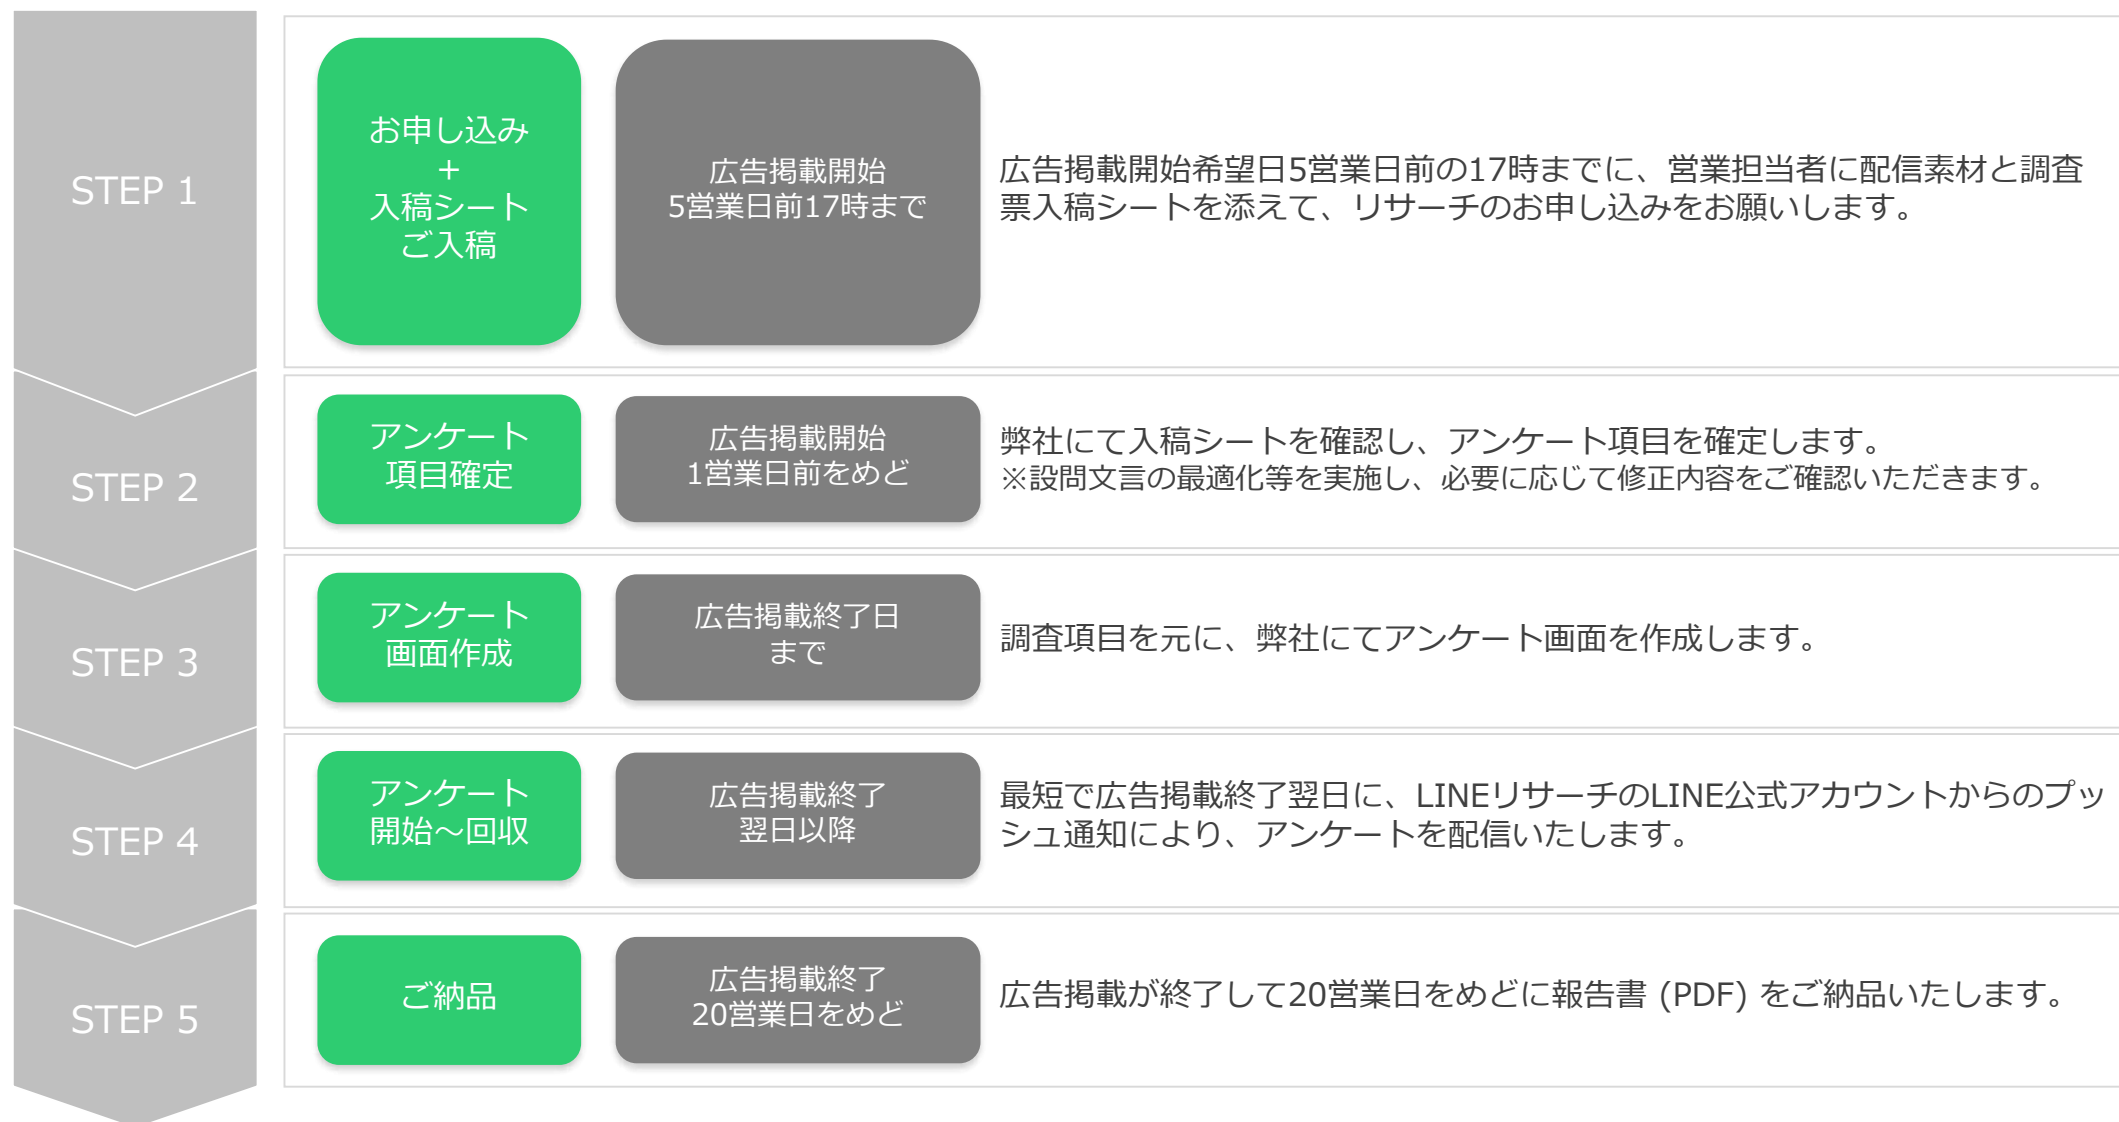 STEP 1
お申し込み
+
入稿シート
ご入稿
広告掲載開始
5営業日前17時まで
広告掲載開始希望日5営業日前の17時までに、営業担当者に配信素材と調査
票入稿シートを添えて、リサーチのお申し込みをお願いします。
STEP 2
アンケート
項目確定
広告掲載開始
1営業日前をめど
弊社にて入稿シートを確認し、アンケート項目を確定します。
※設問文言の最適化等を実施し、必要に応じて修正内容をご確認いただきます。
STEP 3
アンケート
画面作成
広告掲載終了日
まで
調査項目を元に、弊社にてアンケート画面を作成します。
STEP 4
アンケート
開始～回収
広告掲載終了
翌日以降
最短で広告掲載終了翌日に、LINEリサーチのLINE公式アカウントからのプッ
シュ通知により、アンケートを配信いたします。
STEP 5
ご納品
広告掲載終了
20営業日をめど
広告掲載が終了して20営業日をめどに報告書 (PDF) をご納品いたします。